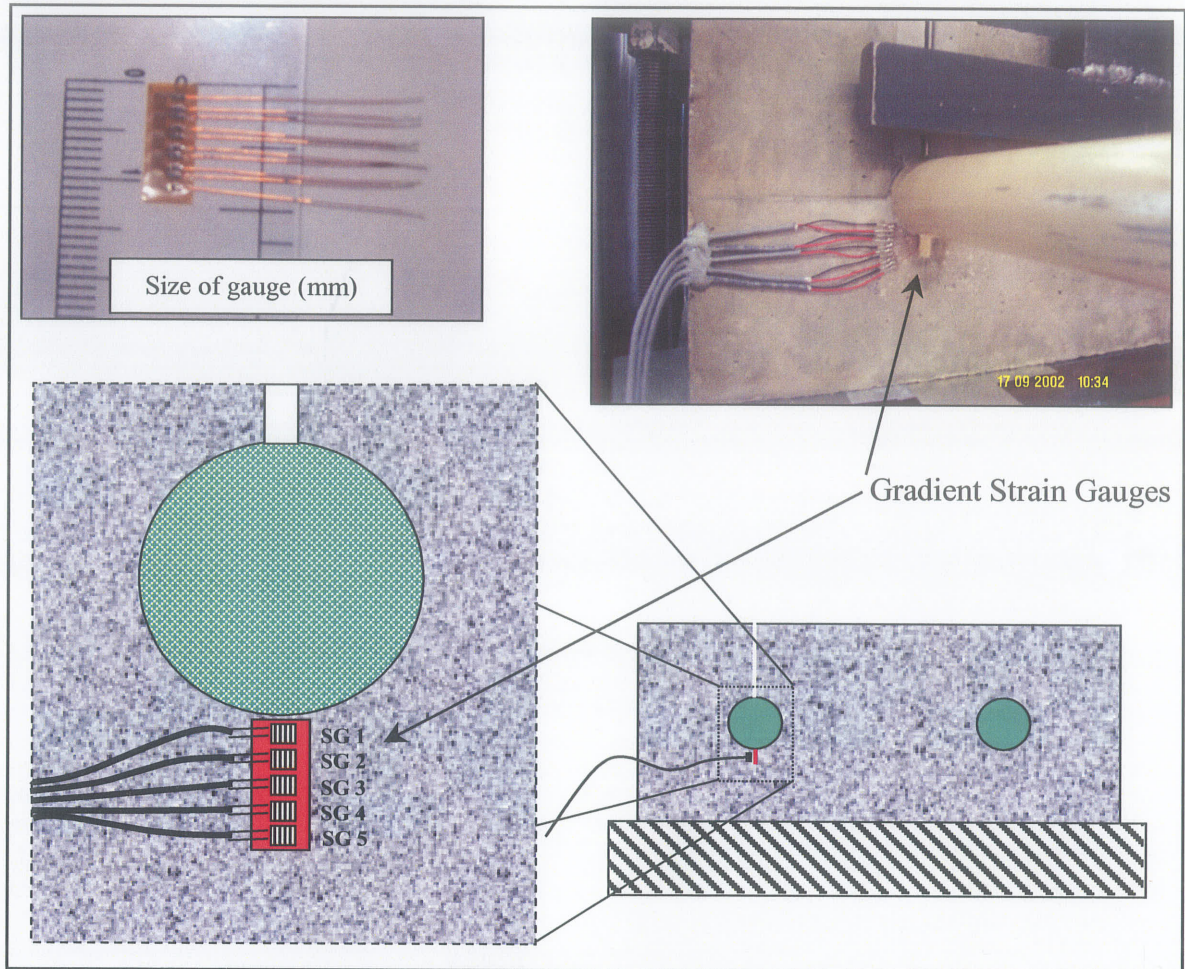 Size of gauge (mm)
17 09 2002 10:34
Gradient Strain Gauges
SG 1
SG 2
SG 3
SG 4
SG 5